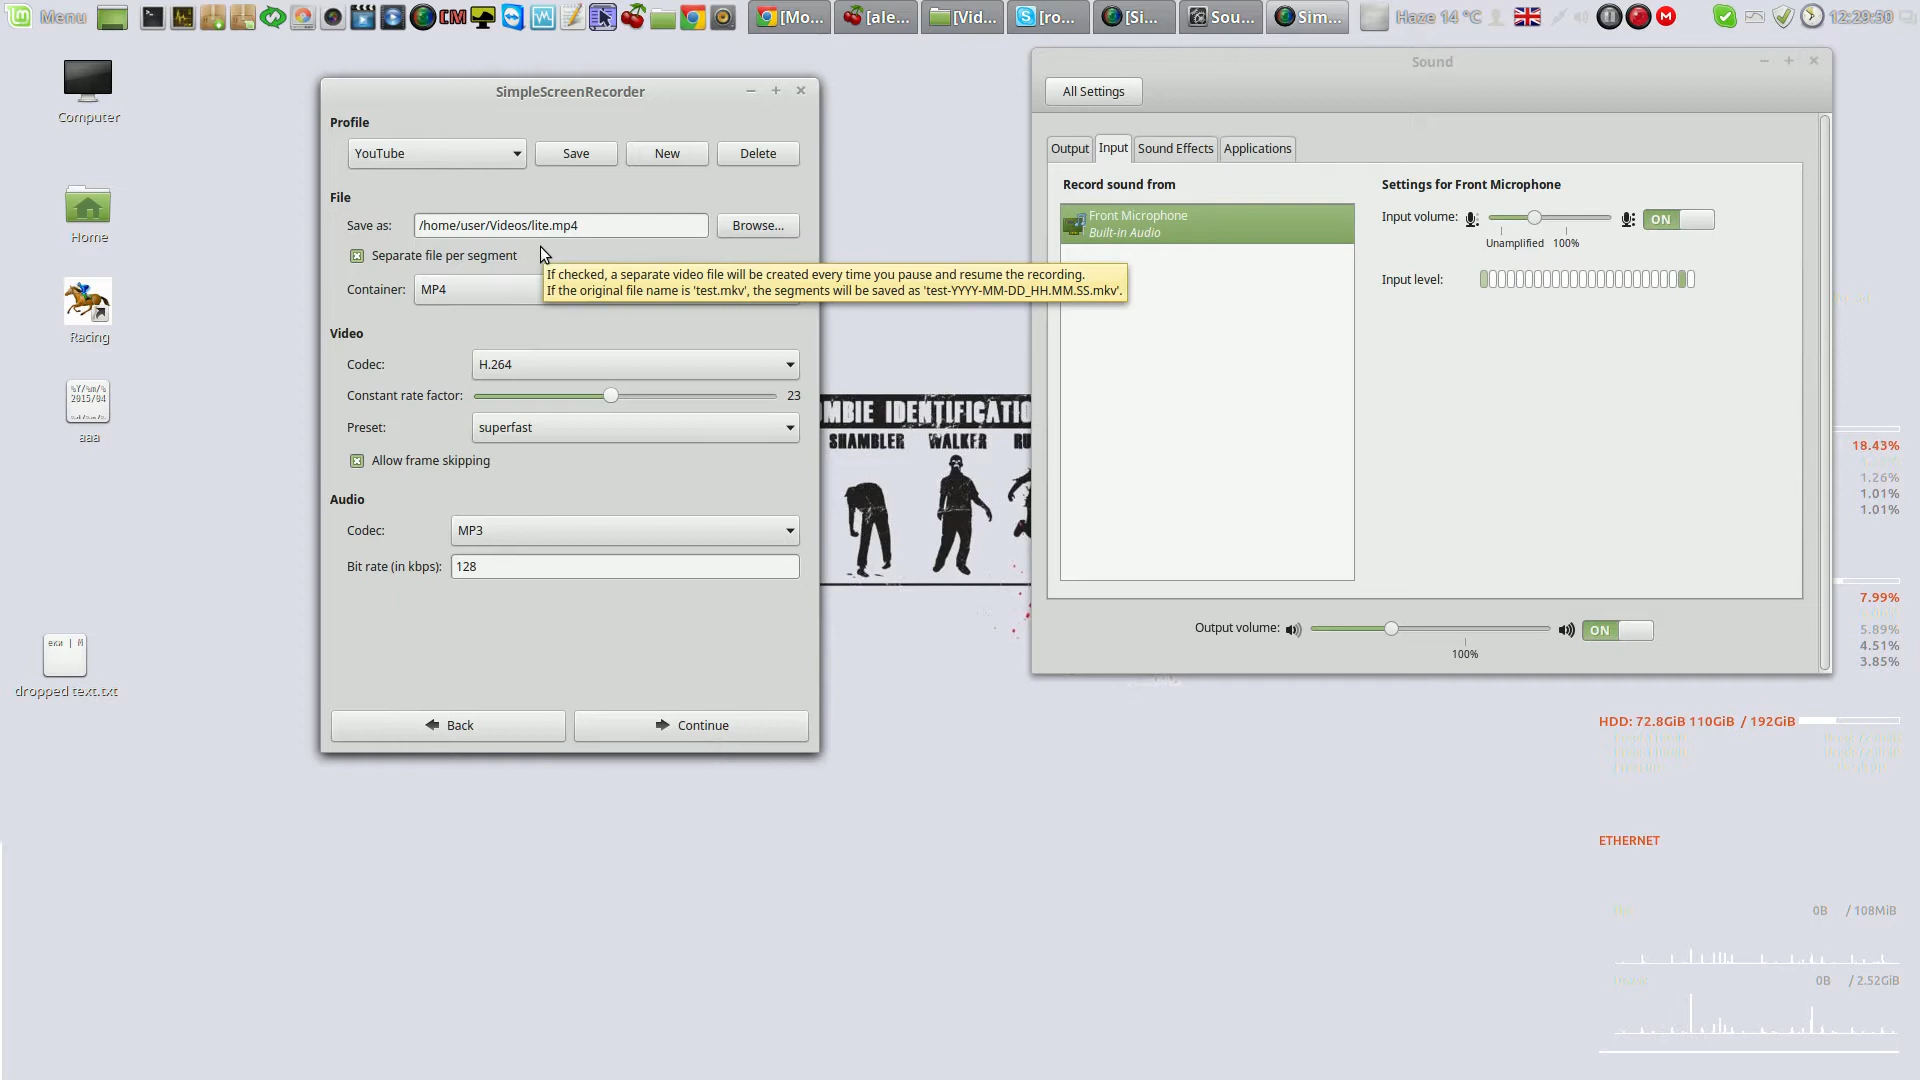 Menu
CM
[Mo...
[ale...
[Vid...
[ro...
[Si...
Sou...
Sim...
Haze 14 °C
M
12:29:50
Computer
Home
Racing
%Y/%m/%
2015/04
aaa
dropped text.txt
SimpleScreenRecorder
Profile
YouTube
Save
New
Delete
File
Save as:
/home/user/Videos/lite.mp4
Browse...
Separate file per segment
If checked, a separate video file will be created every time you pause and resume the recording.
If the original file name is 'test.mkv', the segments will be saved as 'test-YYYY-MM-DD_HH.MM.SS.mkv'.
Container:
MP4
Video
Codec:
H.264
Constant rate factor:
23
Preset:
superfast
Allow frame skipping
Audio
Codec:
MP3
Bit rate (in kbps):
128
Back
Continue
OMBIE IDENTIFICATIO
SHAMBLER
WALKER
RU
Sound
All Settings
Output
Input
Sound Effects
Applications
Record sound from
Front Microphone
Built-in Audio
Settings for Front Microphone
Input volume:
ON
Unamplified
100%
Input level:
Output volume:
ON
100%
18.43%
1.26%
1.01%
1.01%
7.99%
5.89%
4.51%
3.85%
HDD: 72.8GiB 110GiB / 192GiB
ETHERNET
0B / 108MiB
0B / 2.52GiB